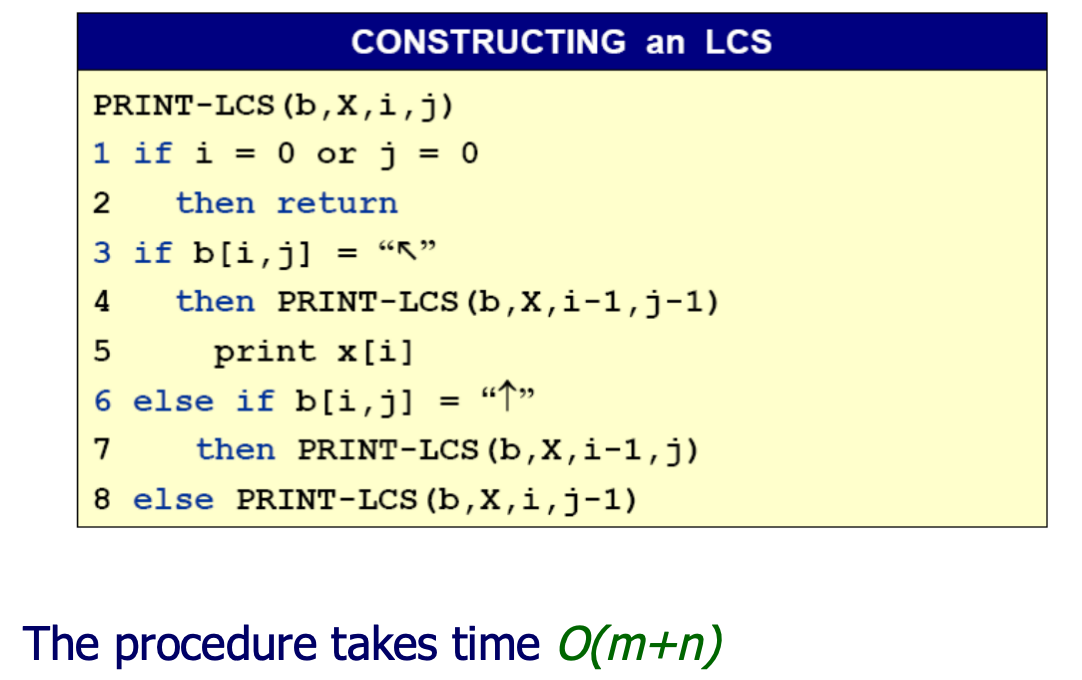 CONSTRUCTING an LCS
PRINT-LCS(b,X,i,j)
1 if i = 0 or j = 0
2 then return
3 if b[i,j] = “↖”
4 then PRINT-LCS(b,X,i-1,j-1)
5 print x[i]
6 else if b[i,j] = “↑”
7 then PRINT-LCS(b,X,i-1,j)
8 else PRINT-LCS(b,X,i,j-1)
The procedure takes time O(m+n)